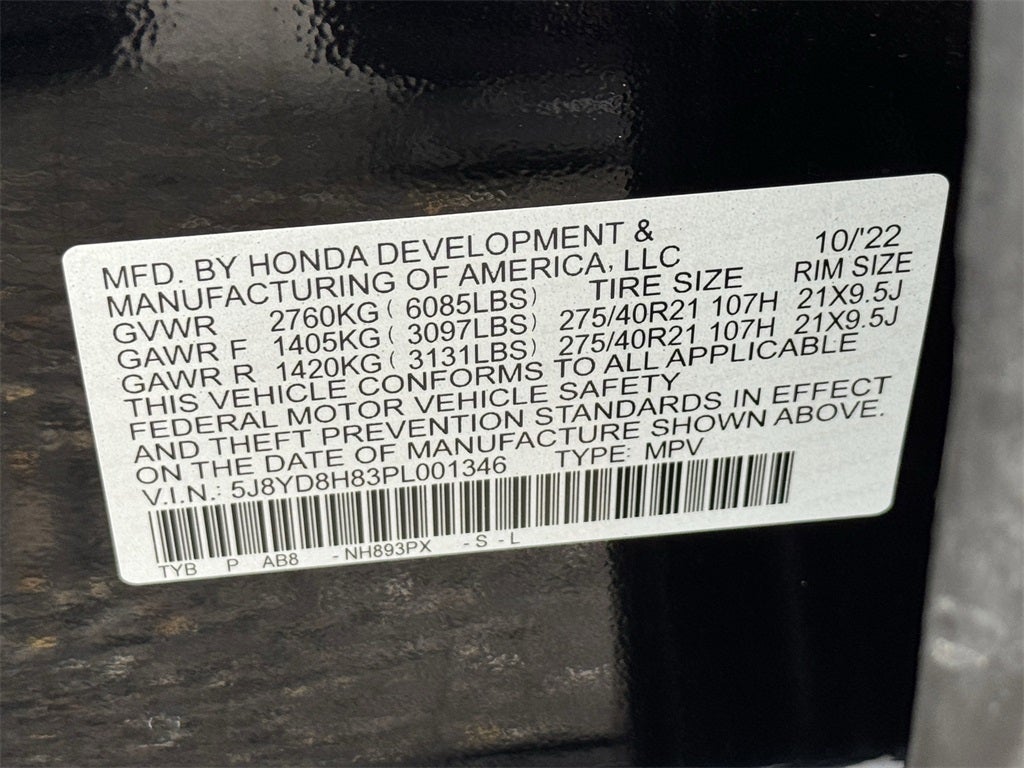 MFD. BY HONDA DEVELOPMENT & 10/'22
MANUFACTURING OF AMERICA, LLC TIRE SIZE RIM SIZE
GVWR 2760KG ( 6085LBS)
GAWR F 1405KG ( 3097LBS) 275/40R21 107H 21X9.5J
GAWR R 1420KG ( 3131LBS) 275/40R21 107H 21X9.5J
THIS VEHICLE CONFORMS TO ALL APPLICABLE
FEDERAL MOTOR VEHICLE SAFETY
AND THEFT PREVENTION STANDARDS IN EFFECT
ON THE DATE OF MANUFACTURE SHOWN ABOVE.
V.I.N.: 5J8YD8H83PL001346 TYPE: MPV
TYB P AB8 - NH893PX - S - L